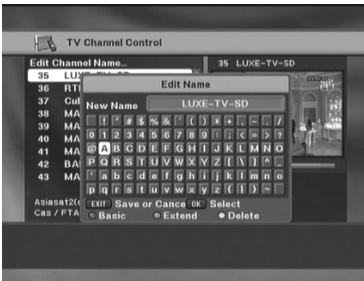 TV Channel Control
Edit Channel Name...
35 LUXE-TV-SD
35
36 RT
37 Cul
38 MA
39 MA
40 MA
41 MA
42 BA
43 MA
Edit Name
New Name LUXE-TV-SD
! " # $ % & ' ( ) * + , - . /
0 1 2 3 4 5 6 7 8 9 : ; < = > ?
@ A B C D E F G H I J K L M N O
P Q R S T U V W X Y Z [ \ ] ^ _
` a b c d e f g h i j k l m n o
p q r s t u v w x y z { | } ~
EXIT Save or Cance OK Select
Basic Extend Delete
Asiasat2(
Cas / FTA